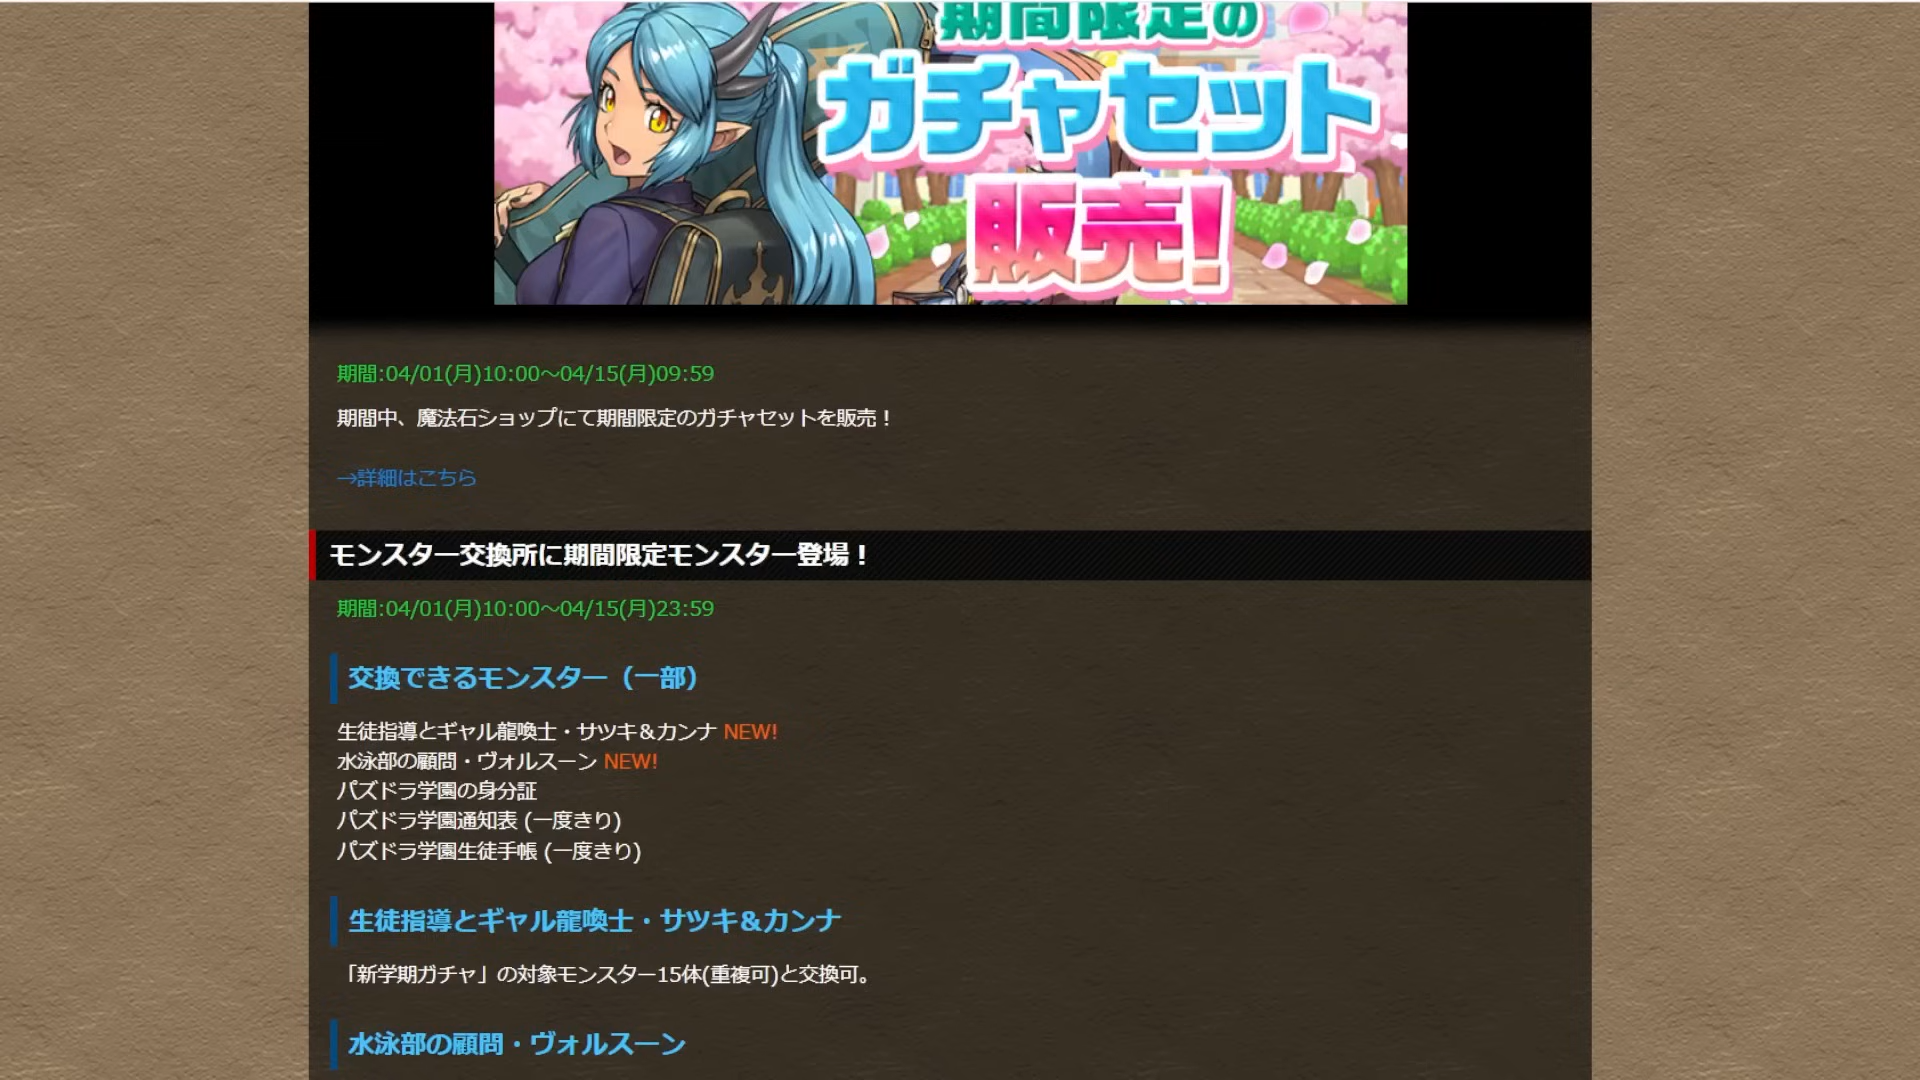 期間限定の
ガチャセット
販売!
期間:04/01(月)10:00～04/15(月)09:59
期間中、魔法石ショップにて期間限定のガチャセットを販売！
→詳細はこちら
モンスター交換所に期間限定モンスター登場！
期間:04/01(月)10:00～04/15(月)23:59
交換できるモンスター（一部）
生徒指導とギャル龍喚士・サツキ＆カンナ NEW!
水泳部の顧問・ヴォルスーン NEW!
パズドラ学園の身分証
パズドラ学園通知表 (一度きり)
パズドラ学園生徒手帳 (一度きり)
生徒指導とギャル龍喚士・サツキ＆カンナ
「新学期ガチャ」の対象モンスター15体(重複可)と交換可。
水泳部の顧問・ヴォルスーン